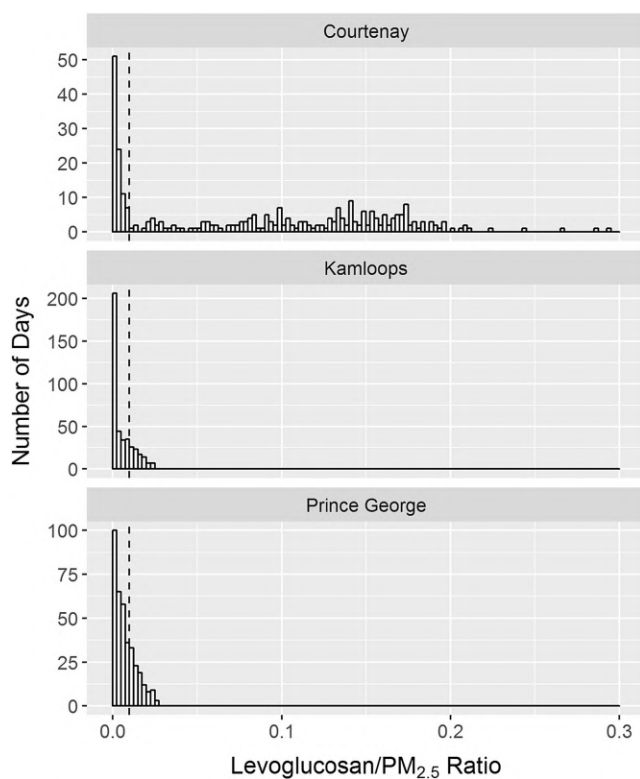 Courtenay
50
40
30
20
10
0
Kamloops
200
150
100
50
0
Number of Days
Prince George
100
75
50
25
0
0.0 0.1 0.2 0.3
Levoglucosan/PM2.5 Ratio